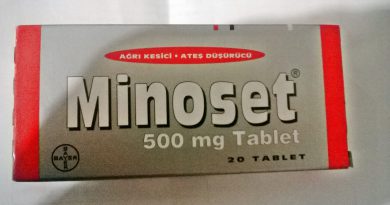 AĞRI KESİCİ • ATEŞ DÜŞÜRÜCÜ
Minoset®
500 mg Tablet
20 TABLET
BAYER